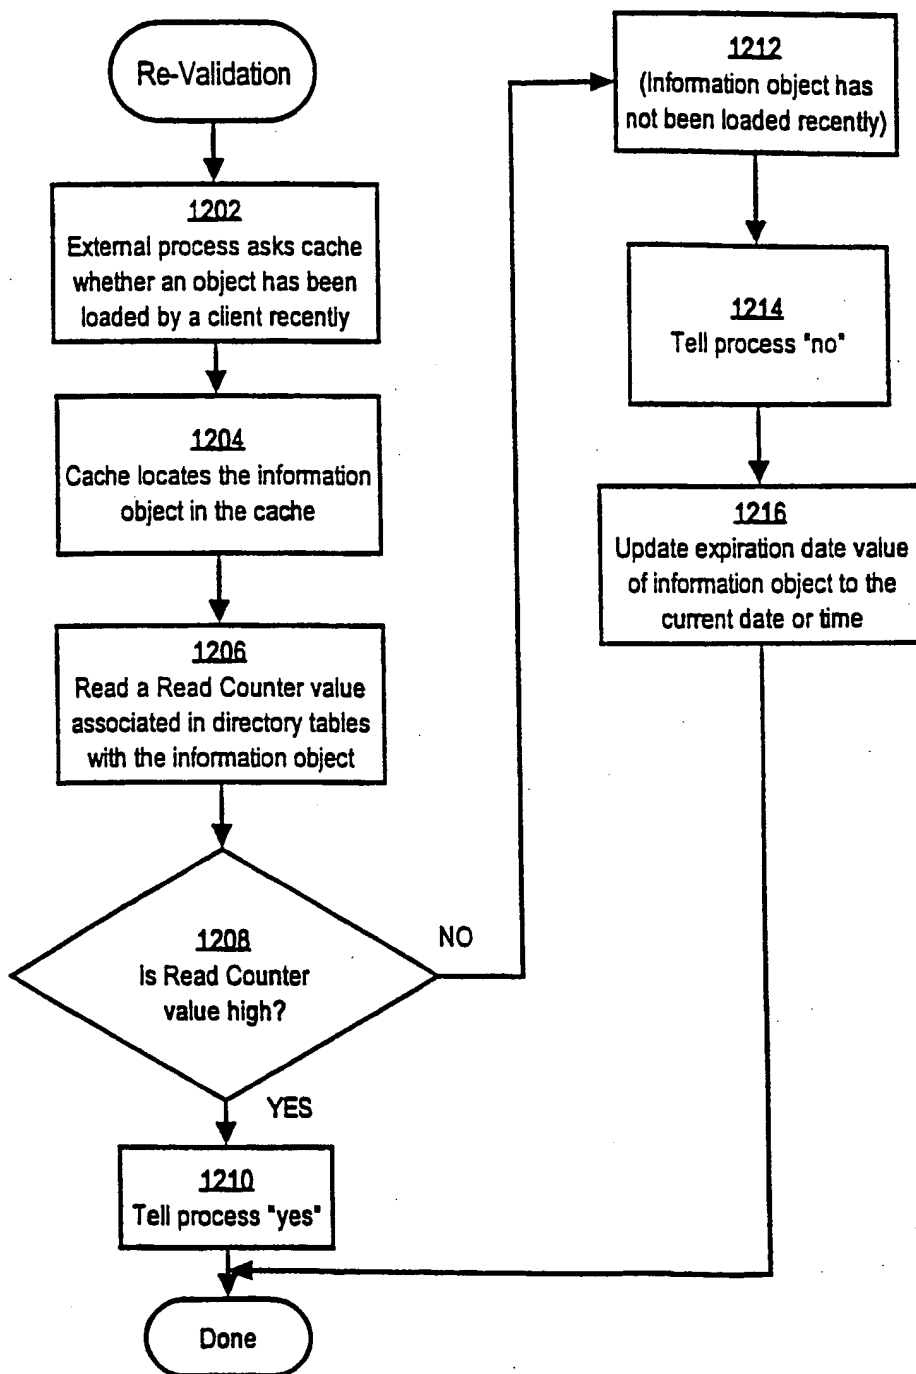 Re-Validation
1202
External process asks cache
whether an object has been
loaded by a client recently
1204
Cache locates the information
object in the cache
1206
Read a Read Counter value
associated in directory tables
with the information object
1208
Is Read Counter
value high?
NO
YES
1210
Tell process "yes"
Done
1212
(Information object has
not been loaded recently)
1214
Tell process "no"
1216
Update expiration date value
of information object to the
current date or time